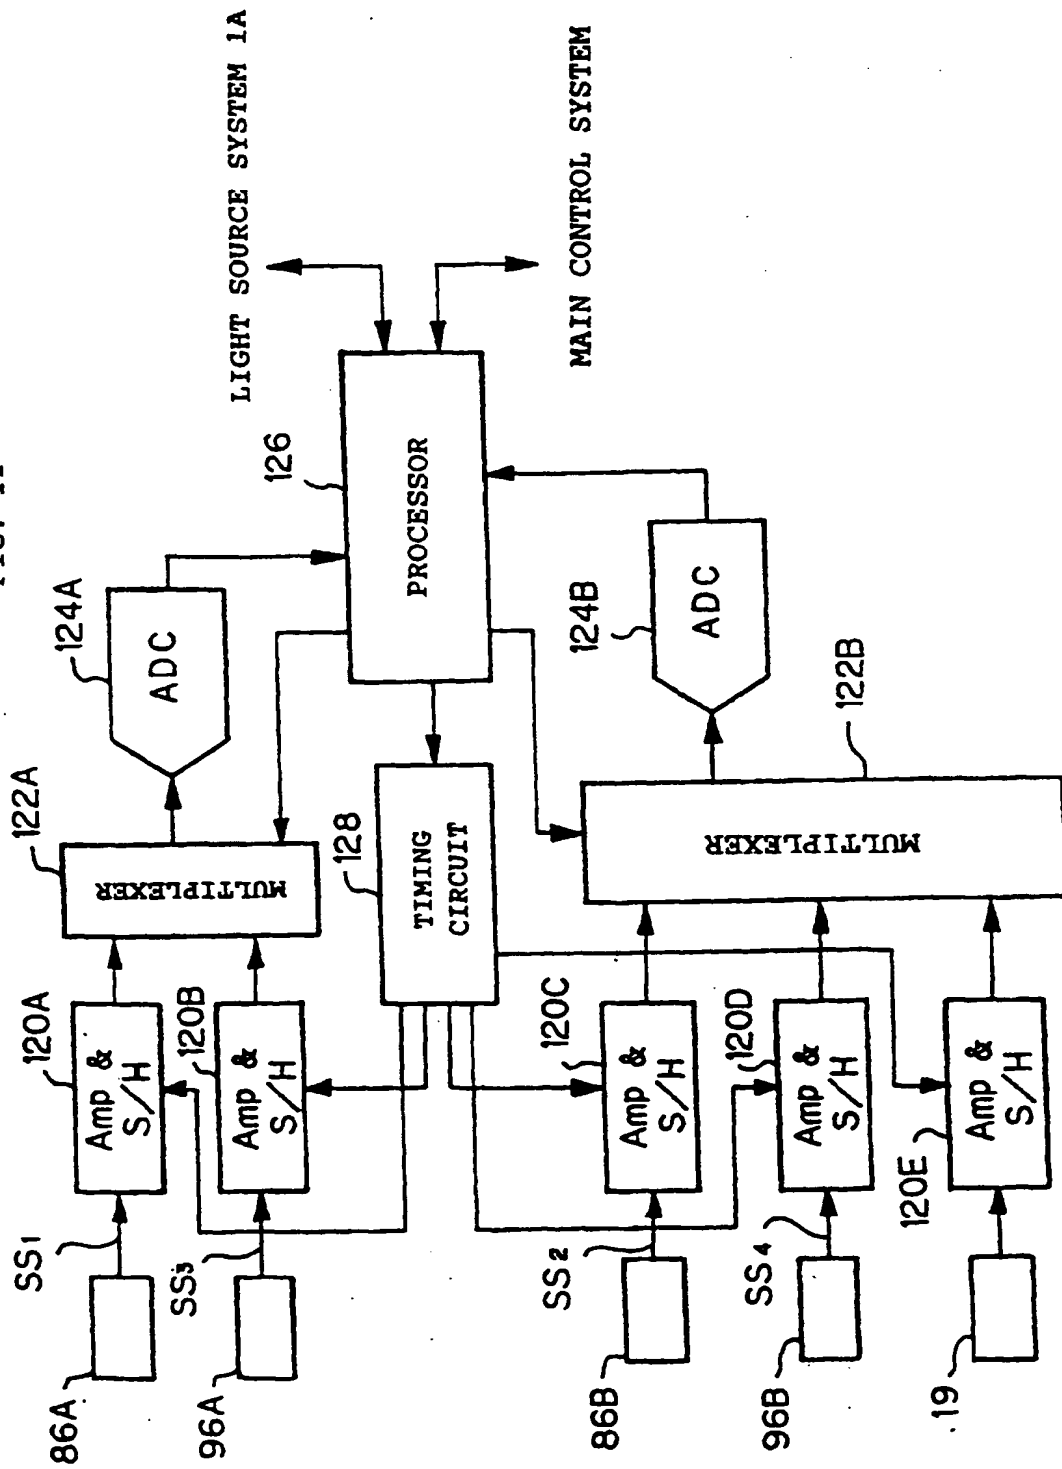 LIGHT SOURCE SYSTEM 1A
MAIN CONTROL SYSTEM
126
PROCESSOR
124A
ADC
124B
ADC
122A
MULTIPLEXER
128
TIMING
CIRCUIT
122B
MULTIPLEXER
120A
Amp &
S/H
120B
Amp &
S/H
120C
Amp &
S/H
120D
Amp &
S/H
120E
Amp &
S/H
SS1
SS3
SS2
SS4
86A
96A
86B
96B
19